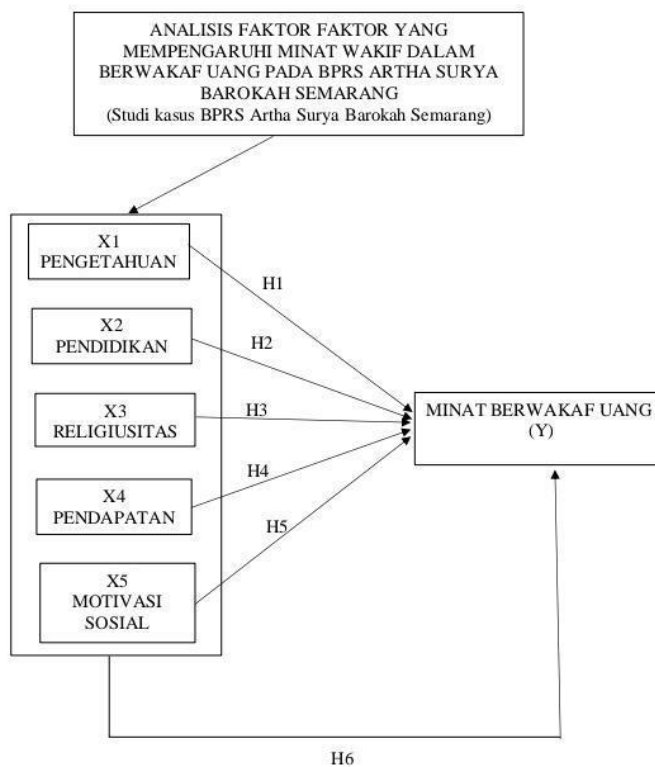 ANALISIS FAKTOR FAKTOR YANG
MEMPENGARUHI MINAT WAKIF DALAM
BERWAKAF UANG PADA BPRS ARTHA SURYA
BAROKAH SEMARANG
(Studi kasus BPRS Artha Surya Barokah Semarang)
X1
PENGETAHUAN
H1
X2
PENDIDIKAN
H2
X3
RELIGIUSITAS
H3
X4
PENDAPATAN
H4
X5
MOTIVASI
SOSIAL
H5
MINAT BERWAKAF UANG
(Y)
H6